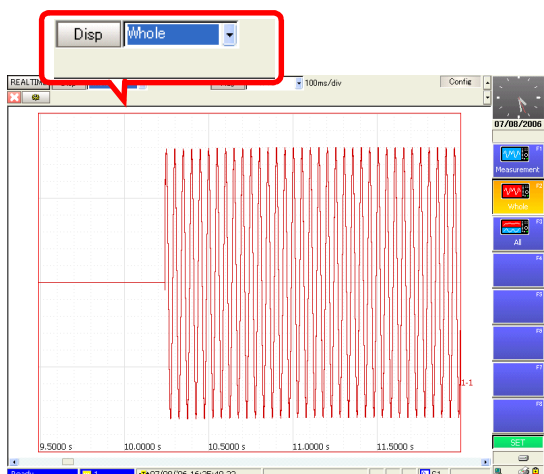 Disp Whole
REALTIME 100ms/div Config
07/08/2006
F1
Measurement
F2
Whole
F3
All
F4
F5
F6
F7
F8
1-1
9.5000 s 10.0000 s 10.5000 s 11.0000 s 11.5000 s
SET